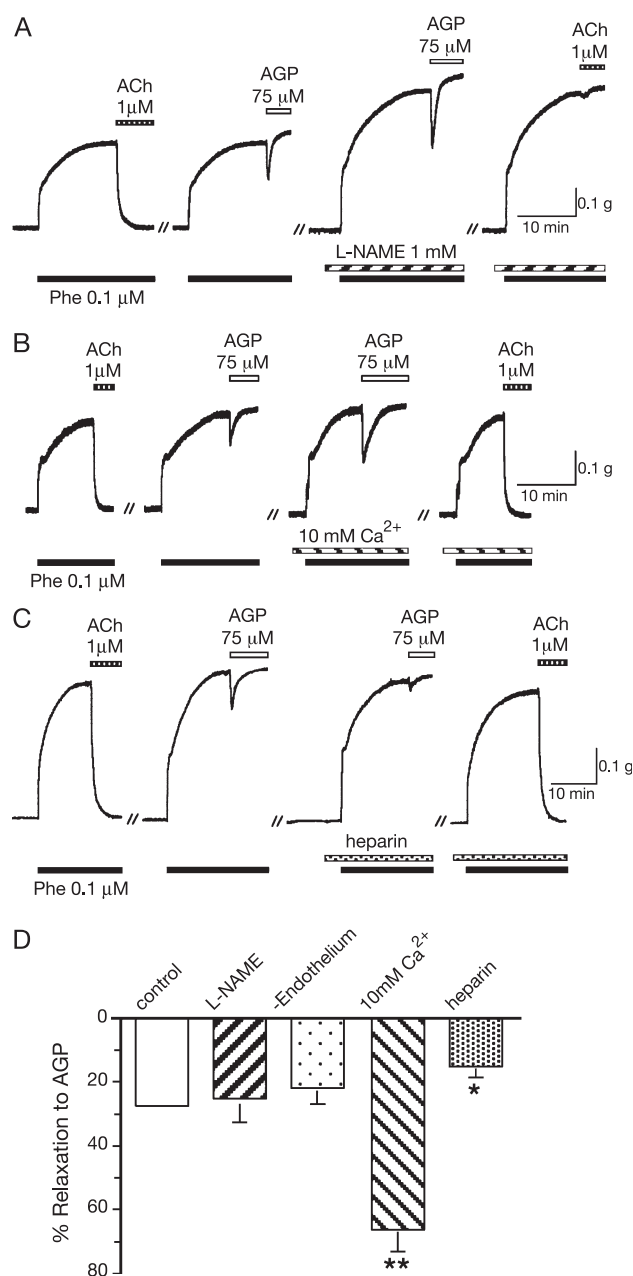 A
ACh
1μM
AGP
75 μM
AGP
75 μM
ACh
1μM
0.1 g
10 min
//
//
//
L-NAME 1 mM
Phe 0.1 μM
B
ACh
1μM
AGP
75 μM
AGP
75 μM
ACh
1μM
0.1 g
10 min
//
//
//
10 mM Ca²⁺
Phe 0.1 μM
C
ACh
1μM
AGP
75 μM
AGP
75 μM
ACh
1μM
0.1 g
10 min
//
//
//
heparin
Phe 0.1 μM
D
control
L-NAME
-Endothelium
10mM Ca²⁺
heparin
% Relaxation to AGP
0
20
40
60
80
*
**